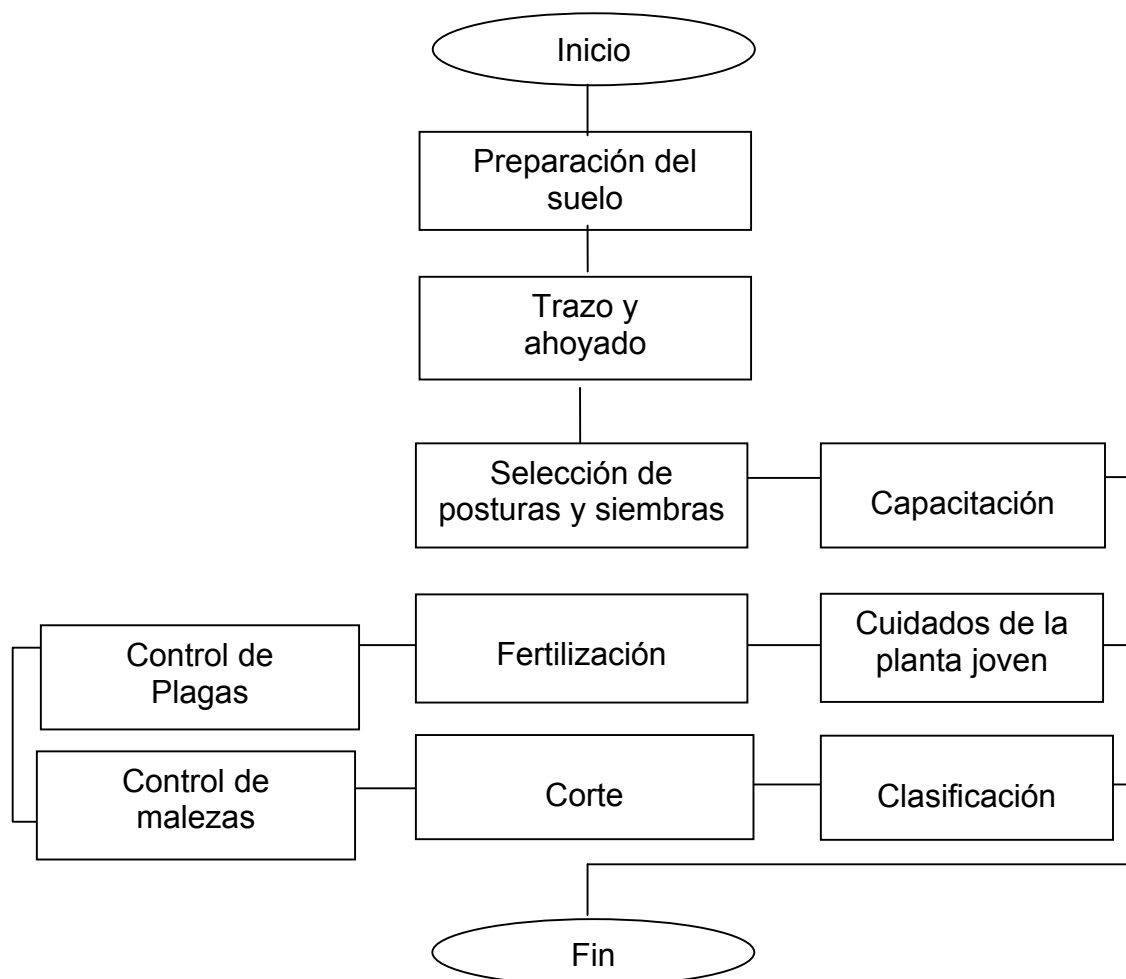 Inicio
Preparación del
suelo
Trazo y
ahoyado
Selección de
posturas y siembras
Capacitación
Control de
Plagas
Fertilización
Cuidados de la
planta joven
Control de
malezas
Corte
Clasificación
Fin